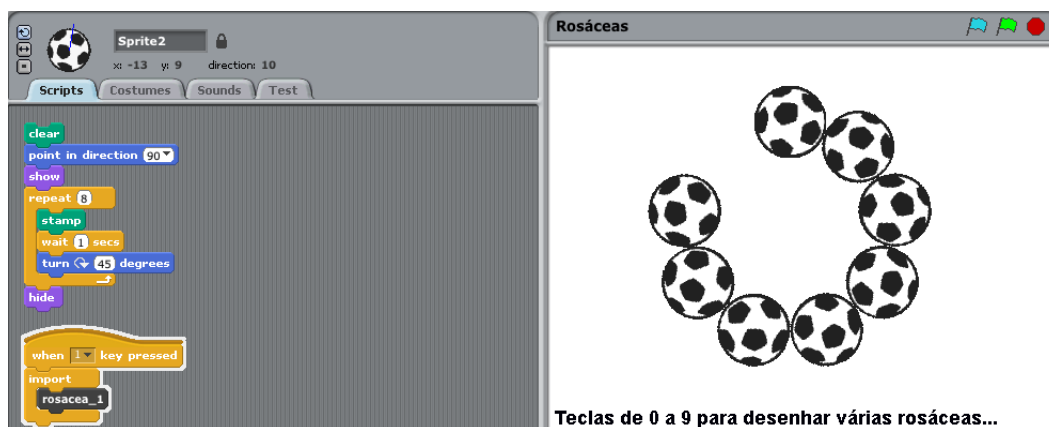 Sprite2
x: -13 y: 9 direction: 10
Scripts Costumes Sounds Test
clear
point in direction 90
show
repeat 8
stamp
wait 1 secs
turn 45 degrees
hide
when 1 key pressed
import
rosacea_1
Rosáceas
Teclas de 0 a 9 para desenhar várias rosáceas...